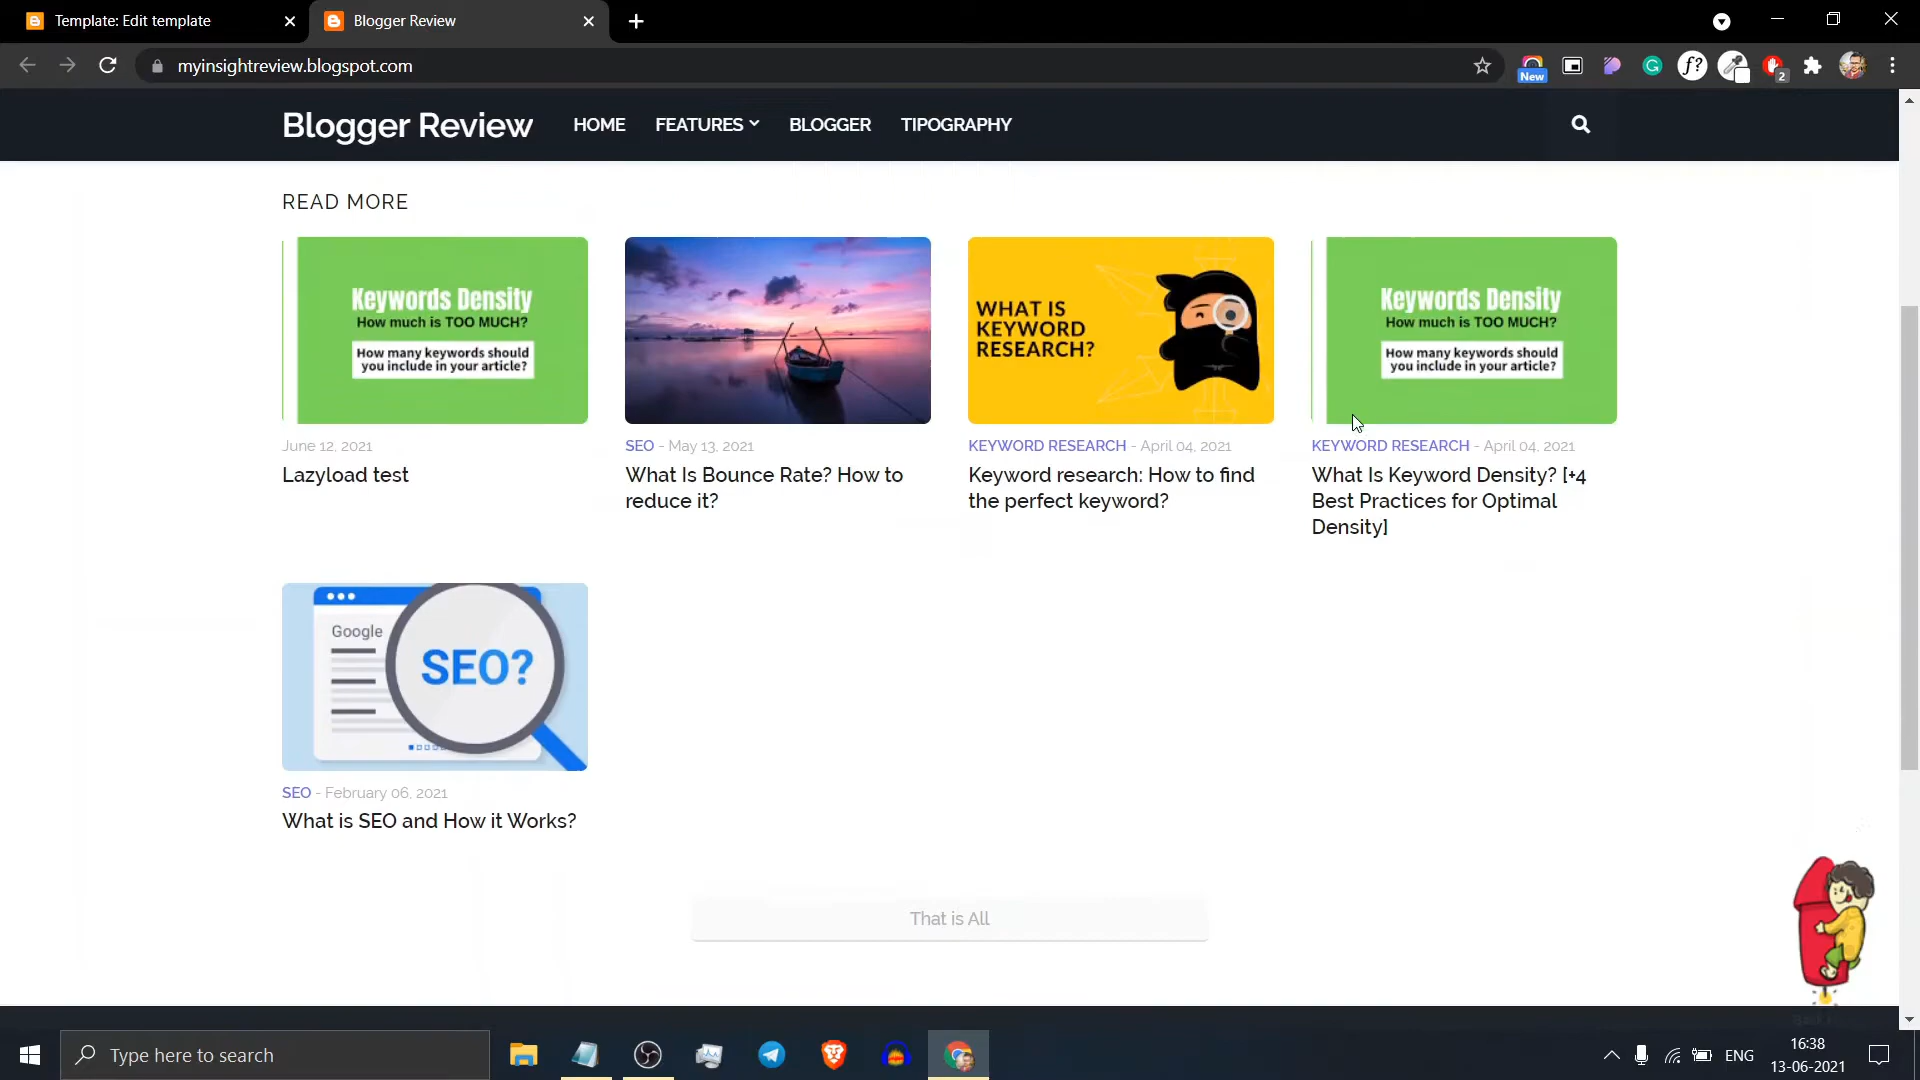 Template: Edit template
Blogger Review
myinsightreview.blogspot.com
New
f?
2
Blogger Review
HOME
FEATURES
BLOGGER
TIPOGRAPHY
READ MORE
Keywords Density
How much is TOO MUCH?
How many keywords should
you include in your article?
June 12, 2021
Lazyload test
SEO - May 13, 2021
What Is Bounce Rate? How to
reduce it?
WHAT IS
KEYWORD
RESEARCH?
KEYWORD RESEARCH - April 04, 2021
Keyword research: How to find
the perfect keyword?
Keywords Density
How much is TOO MUCH?
How many keywords should
you include in your article?
KEYWORD RESEARCH - April 04, 2021
What Is Keyword Density? [+4
Best Practices for Optimal
Density]
Google
SEO?
SEO - February 06, 2021
What is SEO and How it Works?
That is All
Type here to search
ENG
16:38
13-06-2021